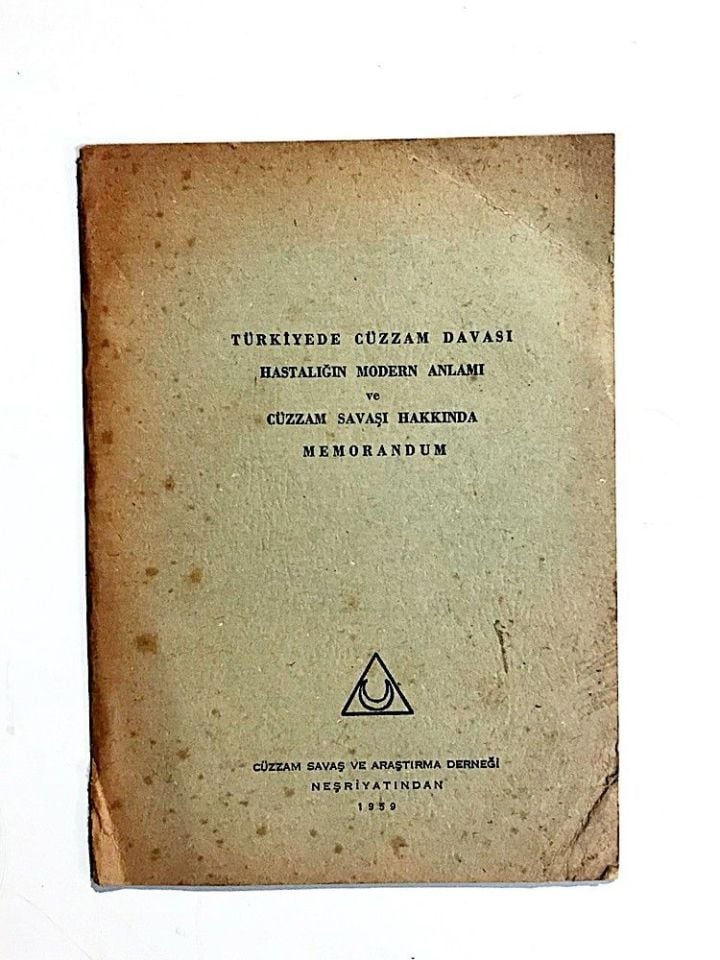 TÜRKİYEDE CÜZZAM DAVASI
HASTALIĞIN MODERN ANLAMI
ve
CÜZZAM SAVAŞI HAKKINDA
MEMORANDUM
CÜZZAM SAVAŞ VE ARAŞTIRMA DERNEĞİ
NEŞRİYATINDAN
1959